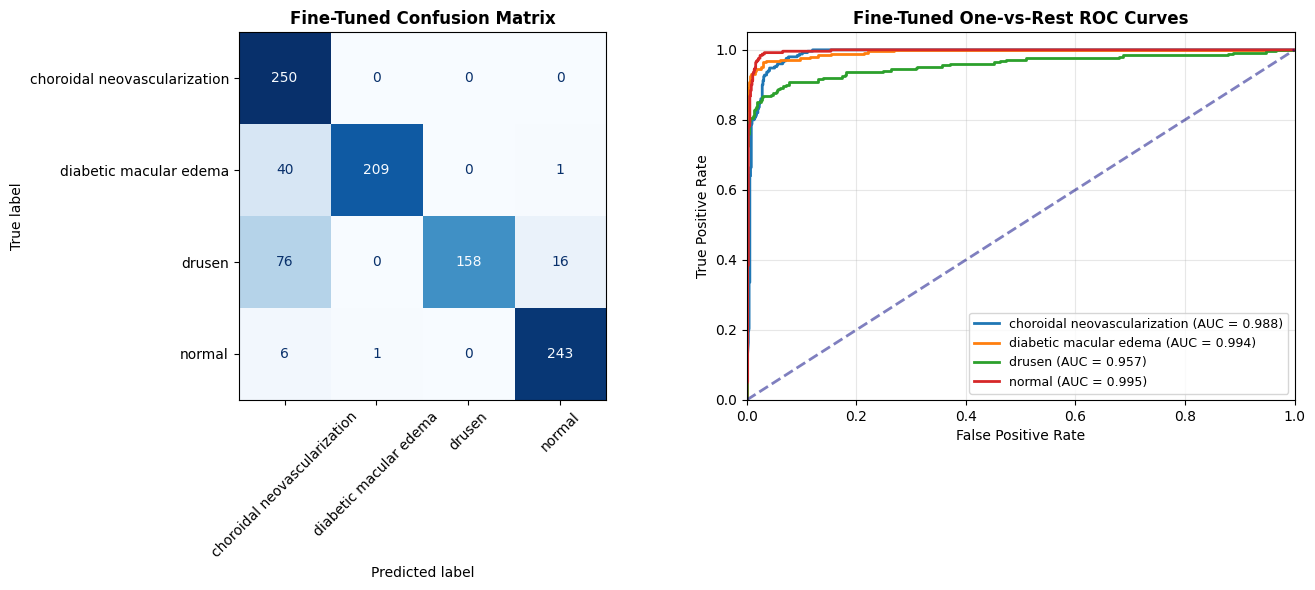 Fine-Tuned Confusion Matrix
True label
choroidal neovascularization
250 0 0 0
diabetic macular edema
40 209 0 1
drusen
76 0 158 16
normal
6 1 0 243
choroidal neovascularization
diabetic macular edema
drusen
normal
Predicted label
Fine-Tuned One-vs-Rest ROC Curves
True Positive Rate
1.0
0.8
0.6
0.4
0.2
0.0
choroidal neovascularization (AUC = 0.988)
diabetic macular edema (AUC = 0.994)
drusen (AUC = 0.957)
normal (AUC = 0.995)
0.0 0.2 0.4 0.6 0.8 1.0
False Positive Rate